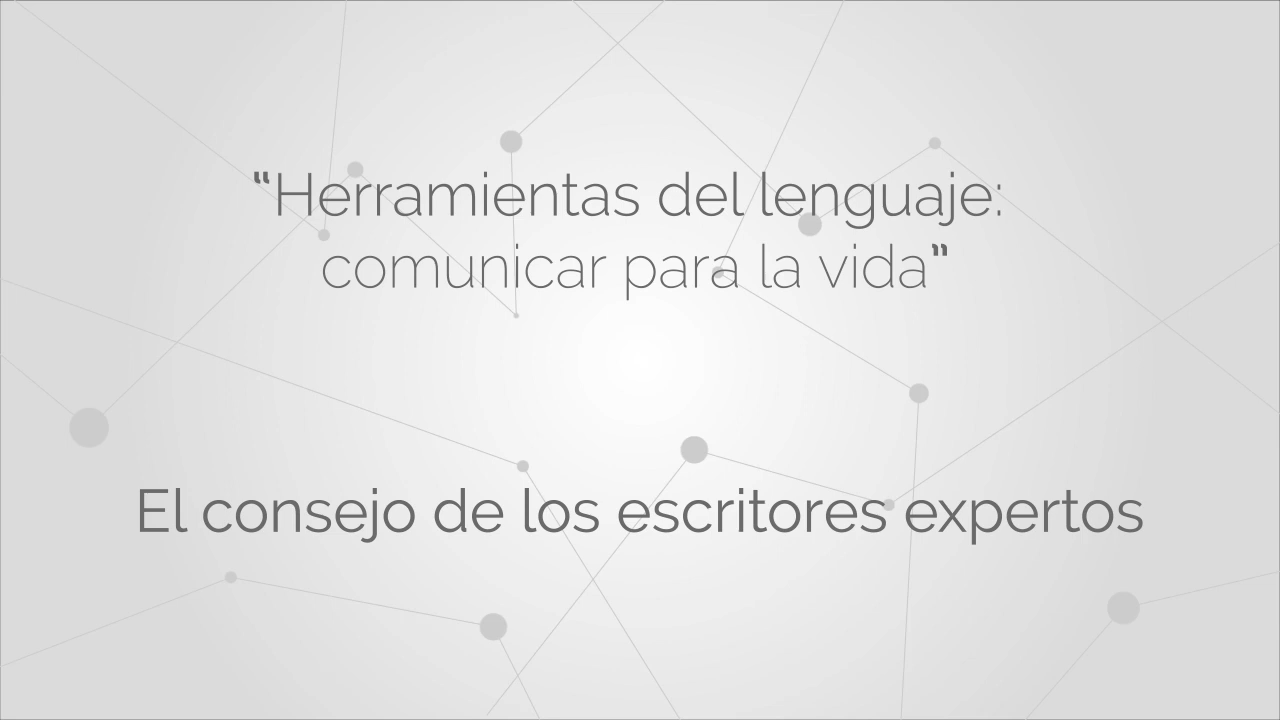 “Herramientas del lenguaje:
comunicar para la vida”
El consejo de los escritores expertos